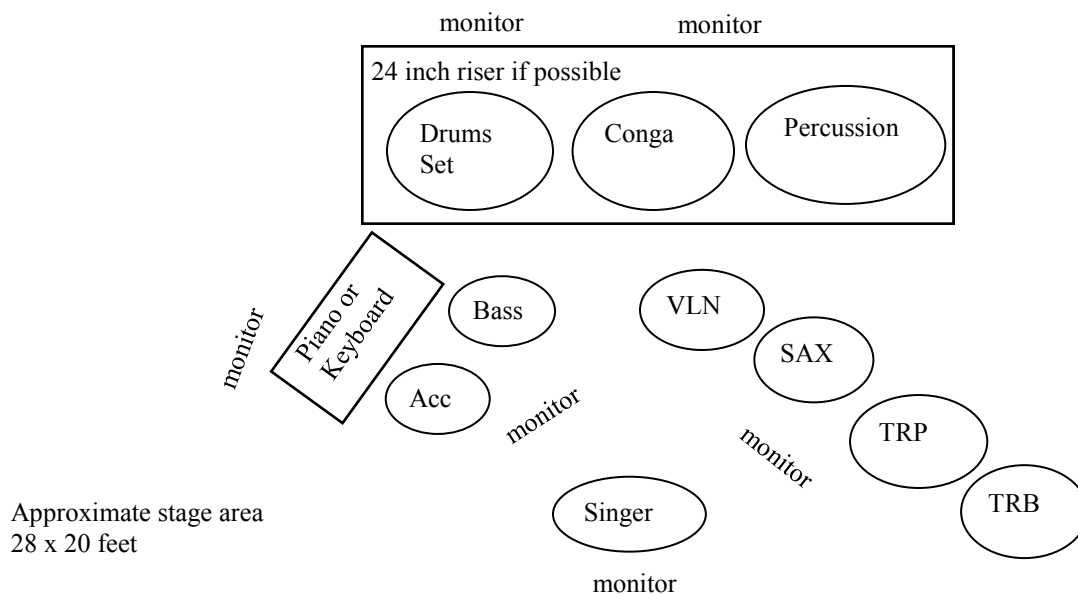 monitor
monitor
24 inch riser if possible
Drums
Set
Conga
Percussion
Piano or
Keyboard
monitor
Bass
Acc
monitor
VLN
SAX
TRP
TRB
monitor
Singer
monitor
Approximate stage area
28 x 20 feet